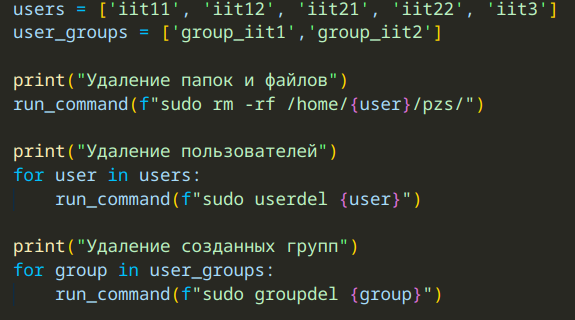 users = ['iit11', 'iit12', 'iit21', 'iit22', 'iit3']
user_groups = ['group_iit1','group_iit2']
print("Удаление папок и файлов")
run_command(f"sudo rm -rf /home/{user}/pzs/")
print("Удаление пользователей")
for user in users:
    run_command(f"sudo userdel {user}")
print("Удаление созданных групп")
for group in user_groups:
    run_command(f"sudo groupdel {group}")